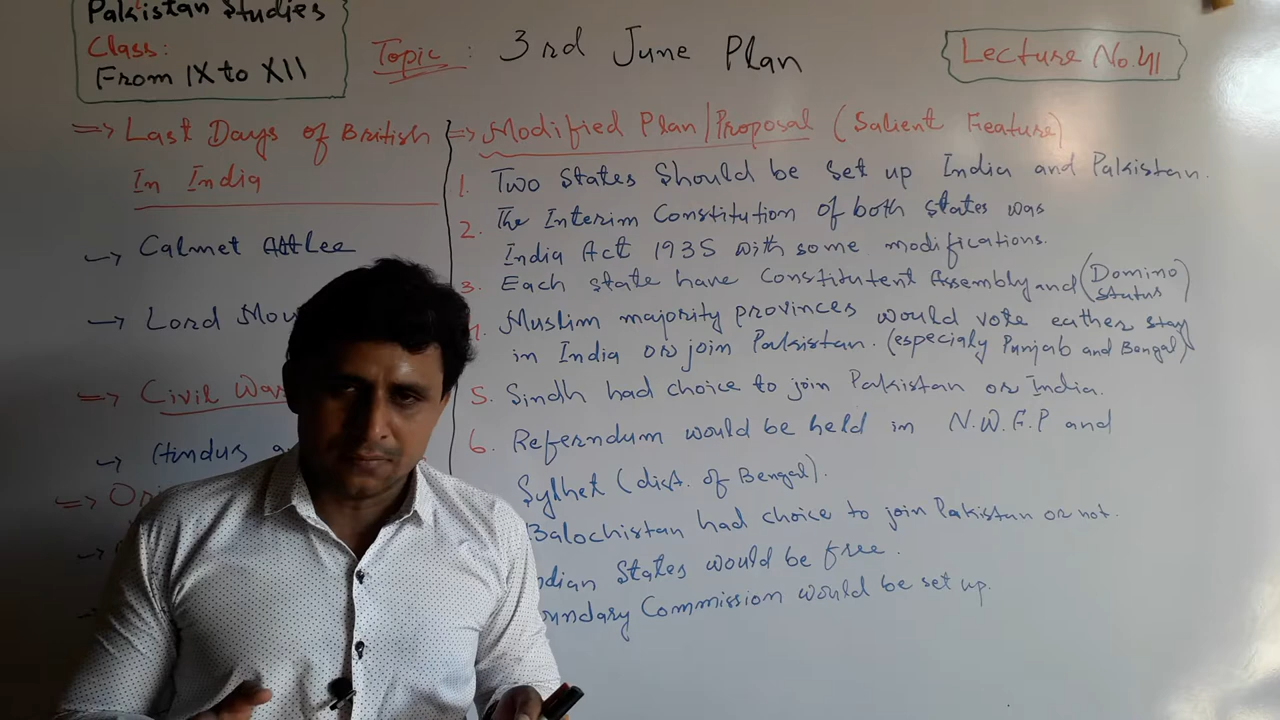 Pakistan Studies
Class:
From IX to XII
Topic : 3rd June Plan
Lecture No.41
=> Last Days of British
In India
Calmet Attlee
Lord
Civil War
Hindus
=> Modified Plan/Proposal (Salient Feature)
1. Two States Should be set up India and Pakistan.
2. The Interim Constitution of both states was
India Act 1935 with some modifications.
3. Each state have Constitutent Assembly and (Domino
status)
4. Muslim majority provinces would vote eather stay
in India or join Pakistan. (especialy Punjab and Bengal)
5. Sindh had choice to join Pakistan or India.
6. Referndum would be held in N.W.F.P and
Sylhet (dist. of Bengal).
Balochistan had choice to join Pakistan or not.
dian States would be free.
oundary Commission would be set up.